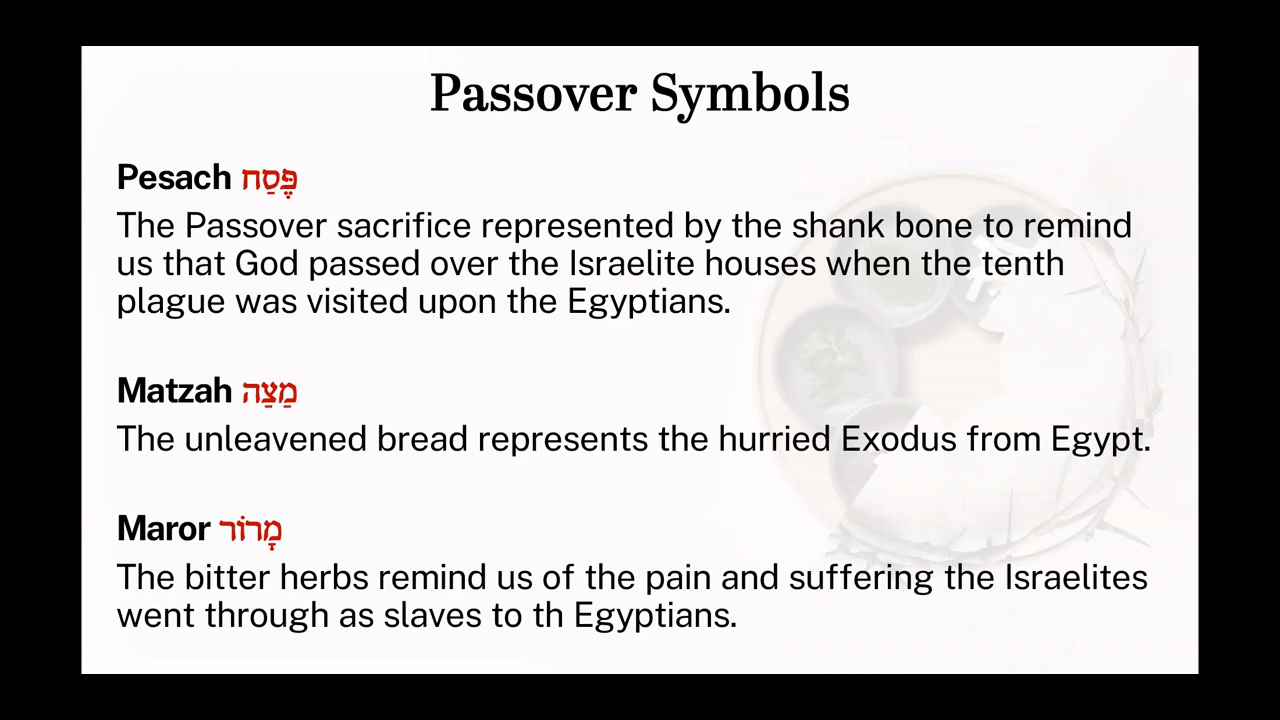 Passover Symbols
Pesach פֶּסַח
The Passover sacrifice represented by the shank bone to remind
us that God passed over the Israelite houses when the tenth
plague was visited upon the Egyptians.
Matzah מַצַּה
The unleavened bread represents the hurried Exodus from Egypt.
Maror מָרוֹר
The bitter herbs remind us of the pain and suffering the Israelites
went through as slaves to th Egyptians.